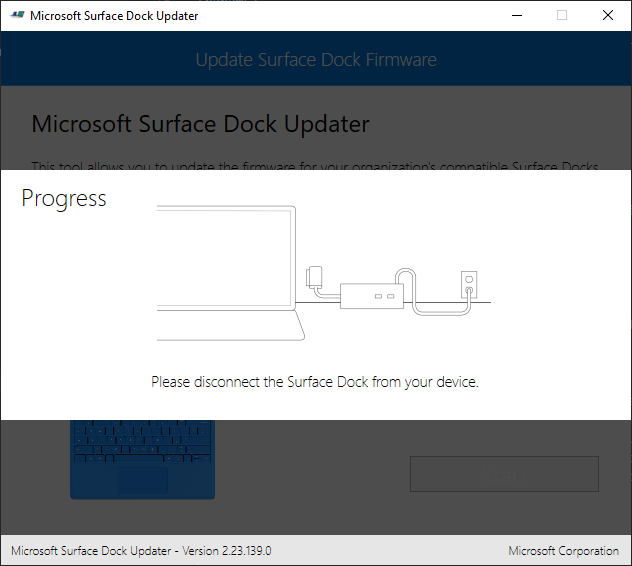 Microsoft Surface Dock Updater
Update Surface Dock Firmware
Microsoft Surface Dock Updater
This tool allows you to update the firmware for your organization's compatible Surface Docks
Progress
Please disconnect the Surface Dock from your device.
Microsoft Surface Dock Updater - Version 2.23.139.0
Microsoft Corporation